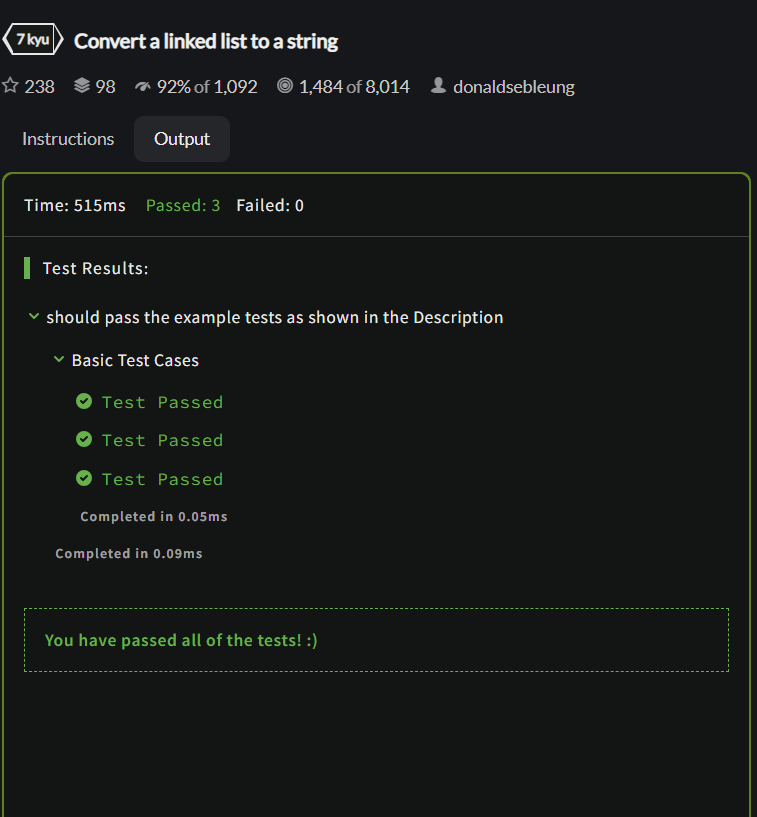 7 kyu Convert a linked list to a string
238 98 92% of 1,092 1,484 of 8,014 donaldsebleung
Instructions Output
Time: 515ms Passed: 3 Failed: 0
Test Results:
should pass the example tests as shown in the Description
Basic Test Cases
Test Passed
Test Passed
Test Passed
Completed in 0.05ms
Completed in 0.09ms
You have passed all of the tests! :)